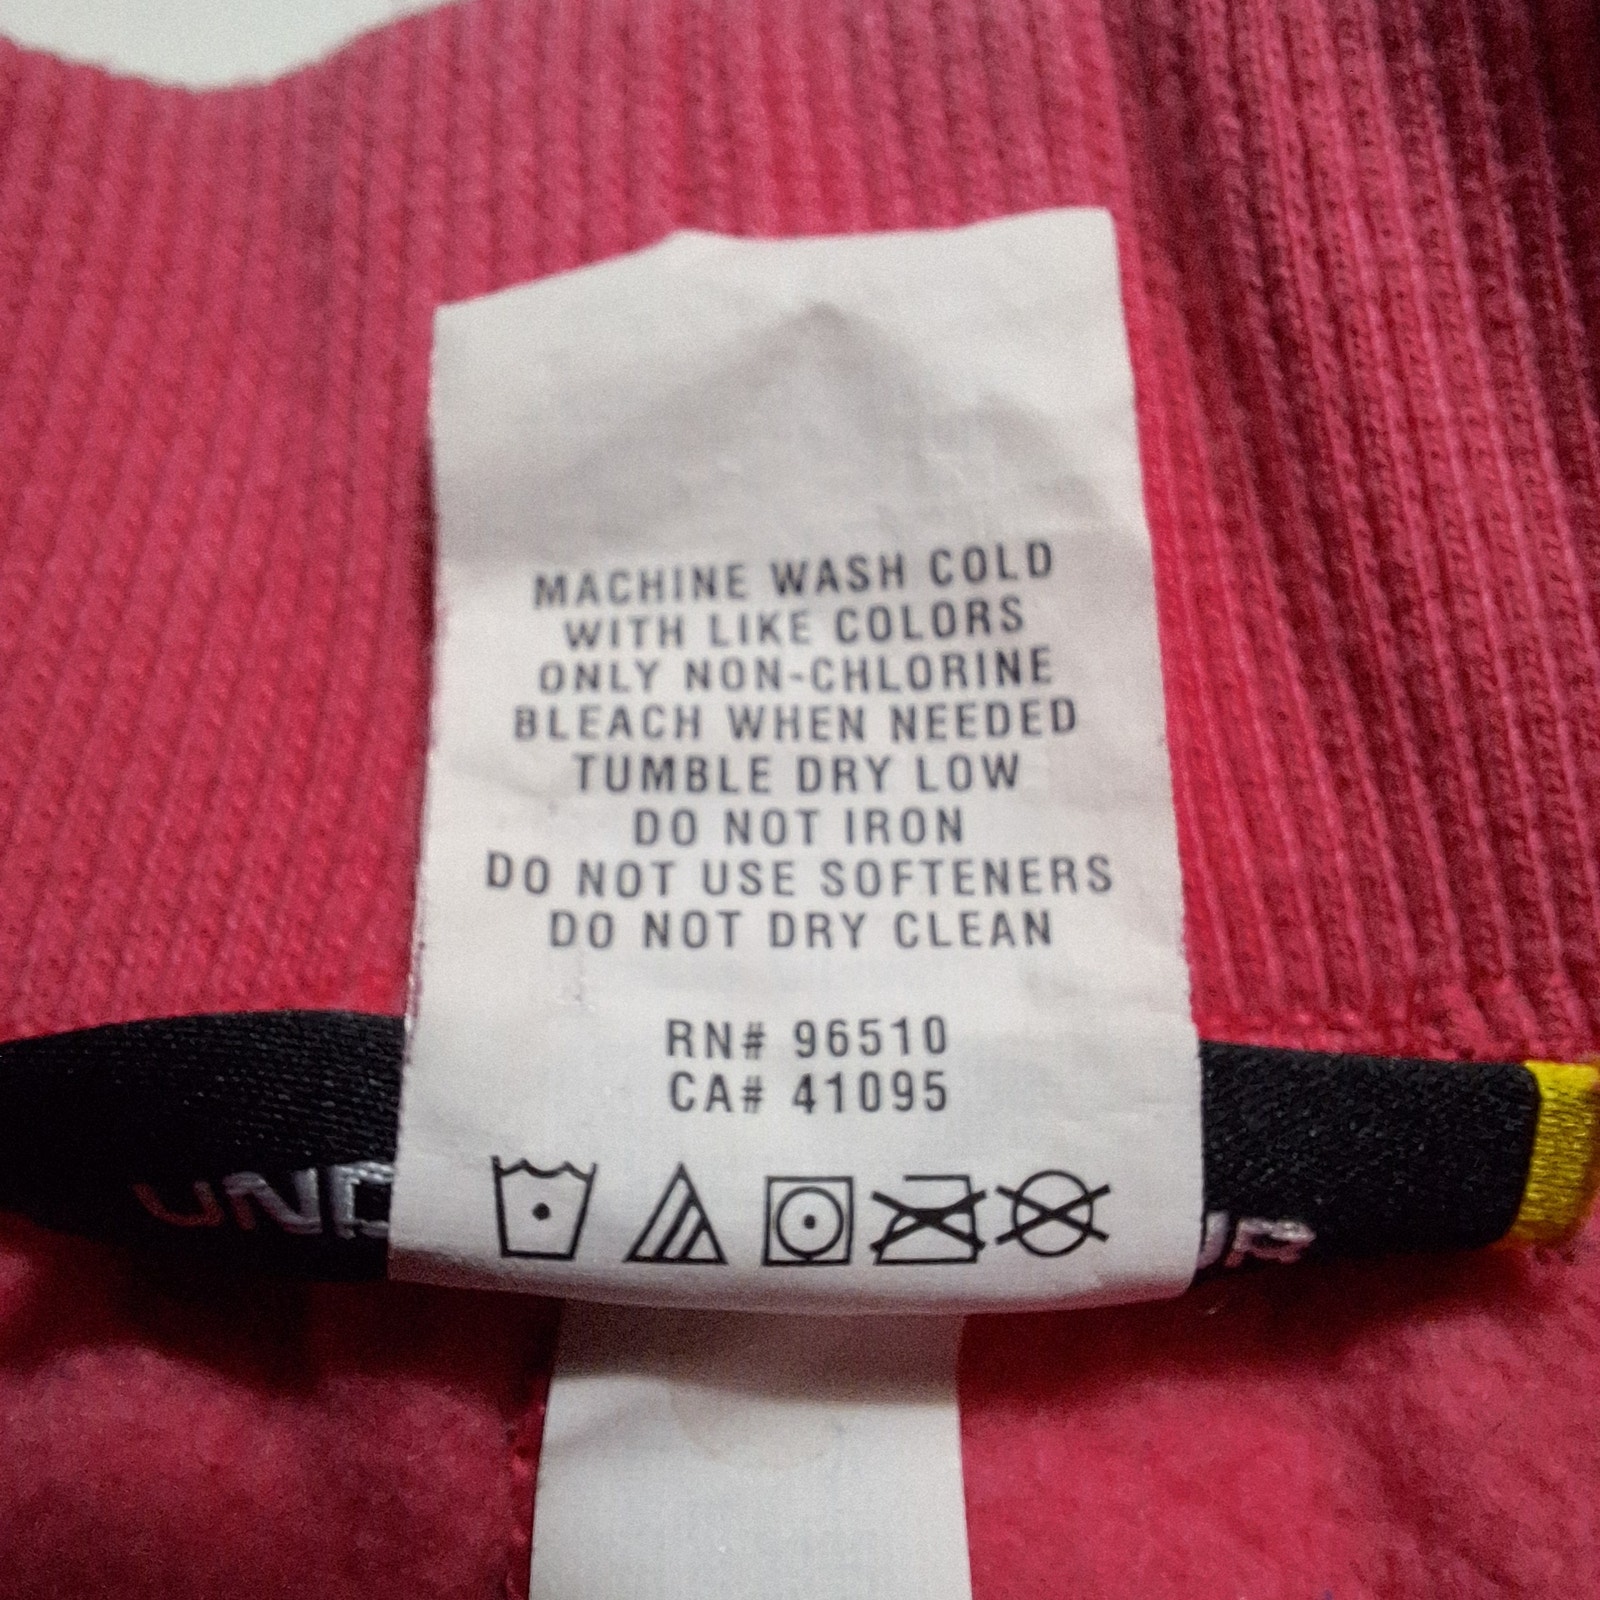 MACHINE WASH COLD
WITH LIKE COLORS
ONLY NON-CHLORINE
BLEACH WHEN NEEDED
TUMBLE DRY LOW
DO NOT IRON
DO NOT USE SOFTENERS
DO NOT DRY CLEAN
RN# 96510
CA# 41095